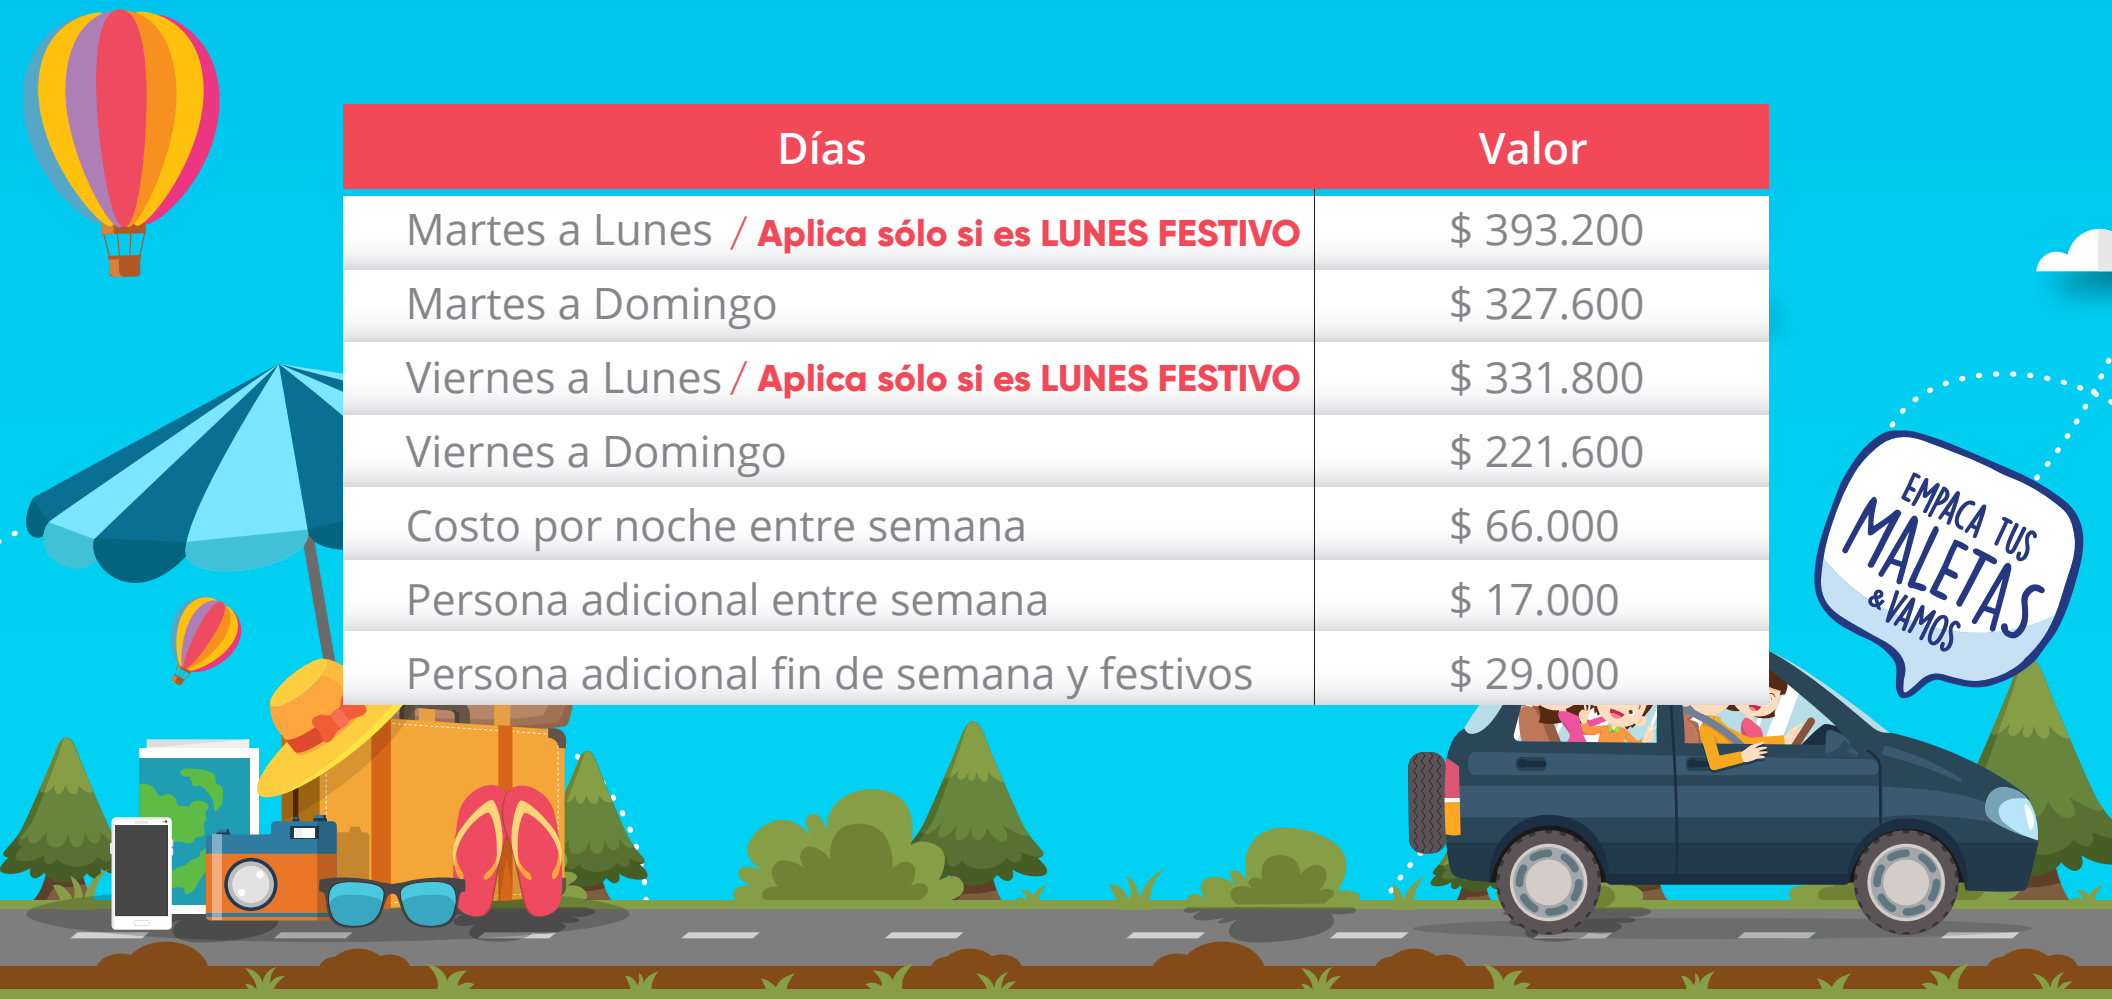 Días Valor
Martes a Lunes / Aplica sólo si es LUNES FESTIVO $ 393.200
Martes a Domingo $ 327.600
Viernes a Lunes / Aplica sólo si es LUNES FESTIVO $ 331.800
Viernes a Domingo $ 221.600
Costo por noche entre semana $ 66.000
Persona adicional entre semana $ 17.000
Persona adicional fin de semana y festivos $ 29.000
EMPACA TUS
MALETAS
& VAMOS